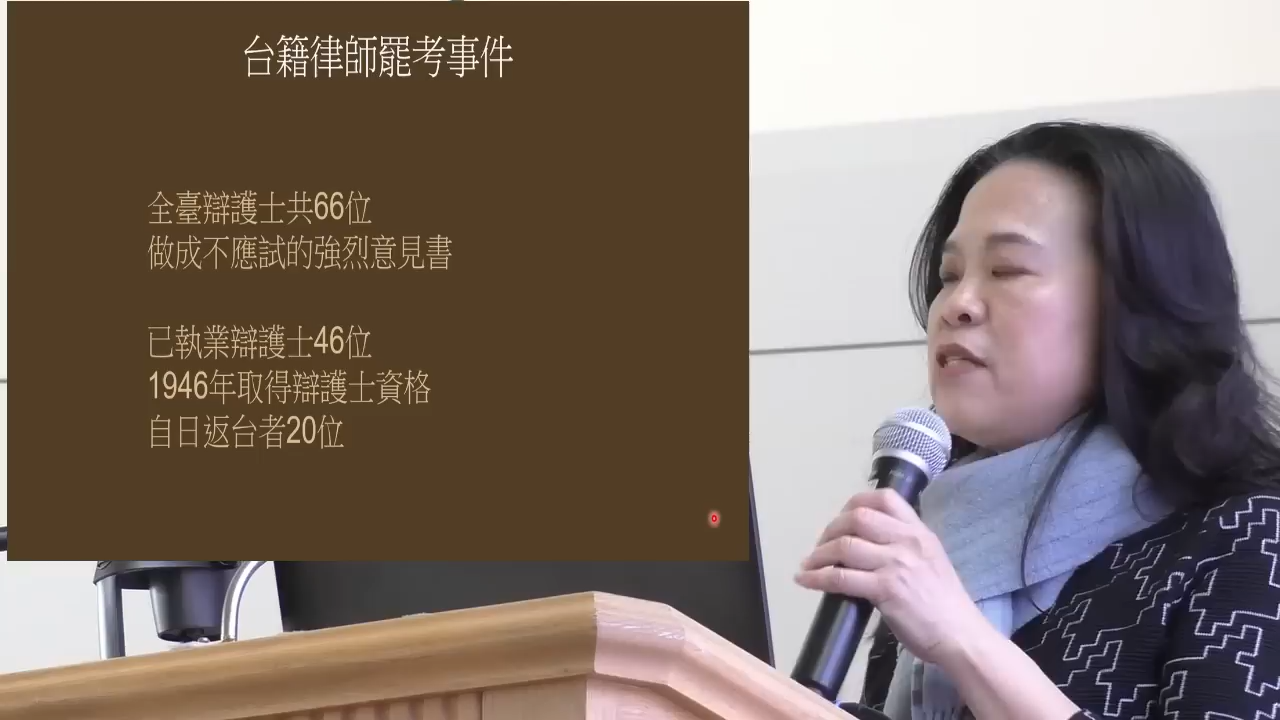 台籍律師罷考事件
全臺辯護士共66位
做成不應試的強烈意見書
已執業辯護士46位
1946年取得辯護士資格
自日返台者20位